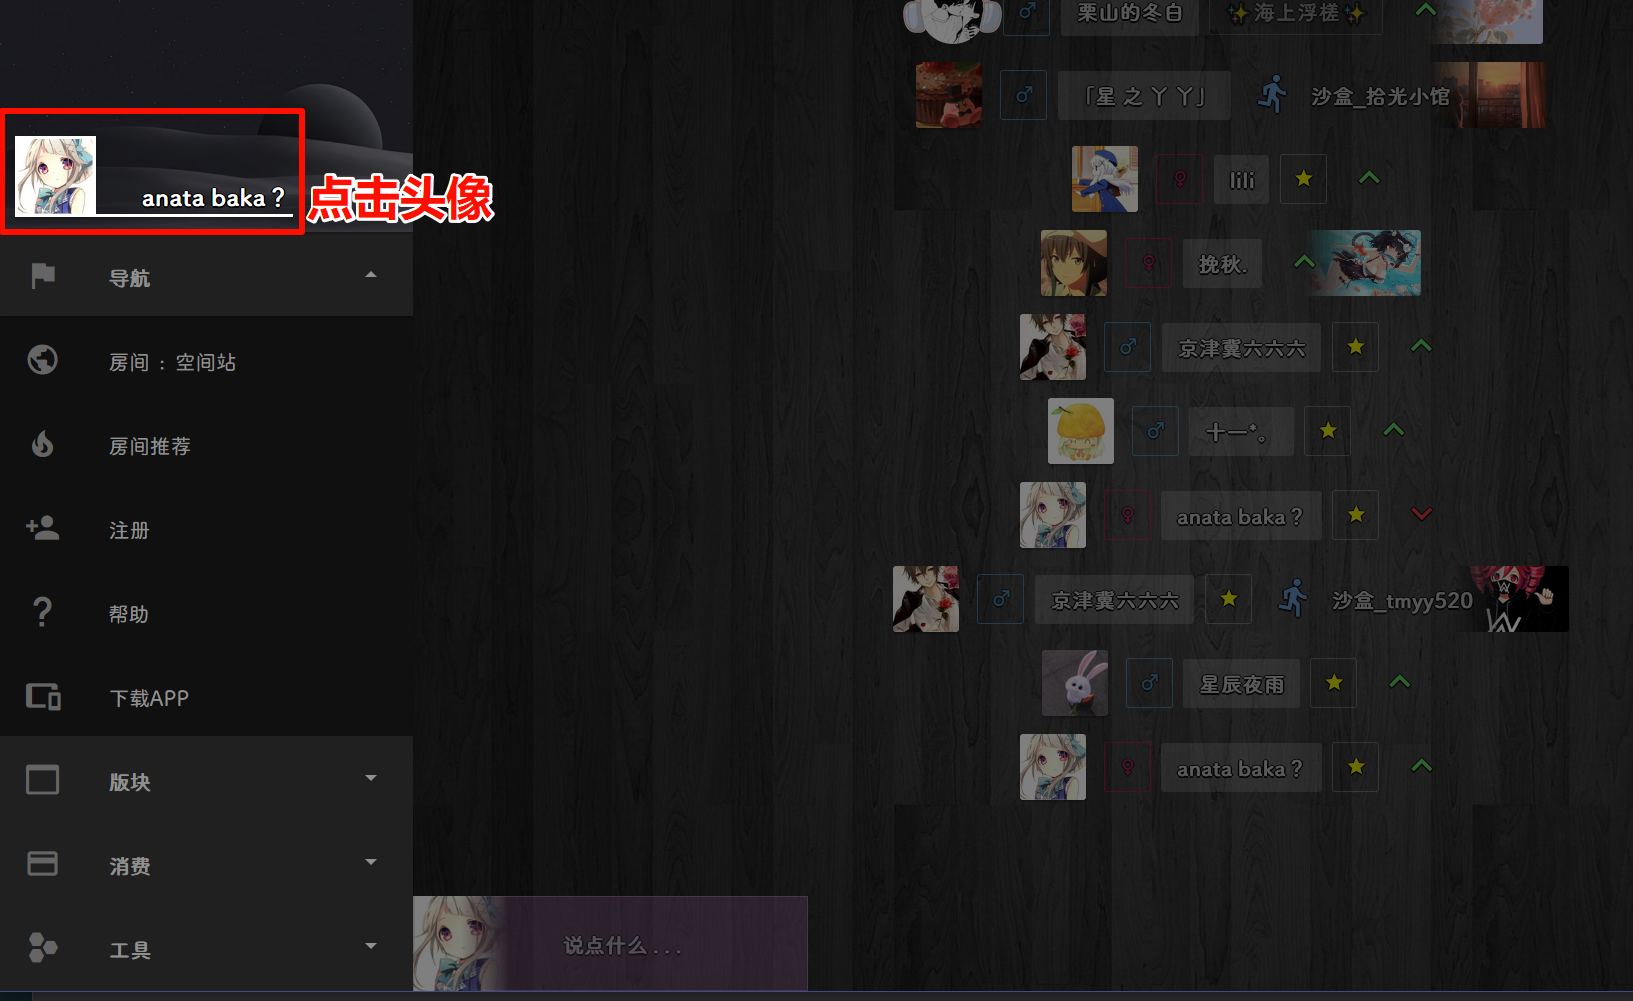 anata baka？
点击头像
导航
房间 : 空间站
房间推荐
注册
帮助
下载APP
版块
消费
工具
说点什么 . . .
栗山的冬白
✨海上浮槎✨
「星 之 丫 丫」
沙盒_拾光小馆
lili
挽秋.
京津冀六六六
十一*。
anata baka？
京津冀六六六
沙盒_tmyy520
星辰夜雨
anata baka？